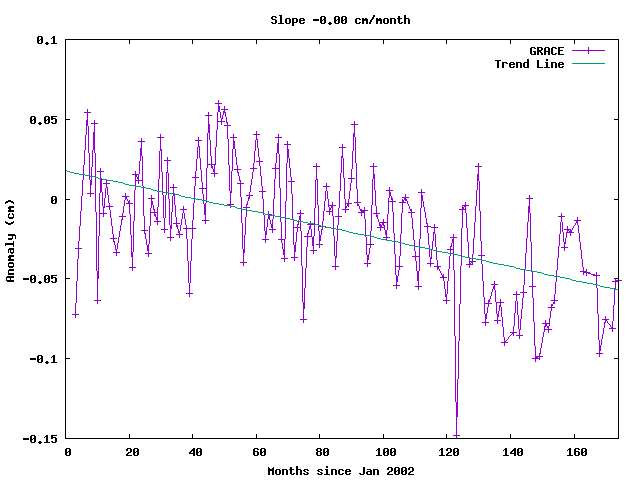 Slope -0.00 cm/month
GRACE
Trend Line
0.1
0.05
0
-0.05
-0.1
-0.15
Anomaly (cm)
0 20 40 60 80 100 120 140 160
Months since Jan 2002